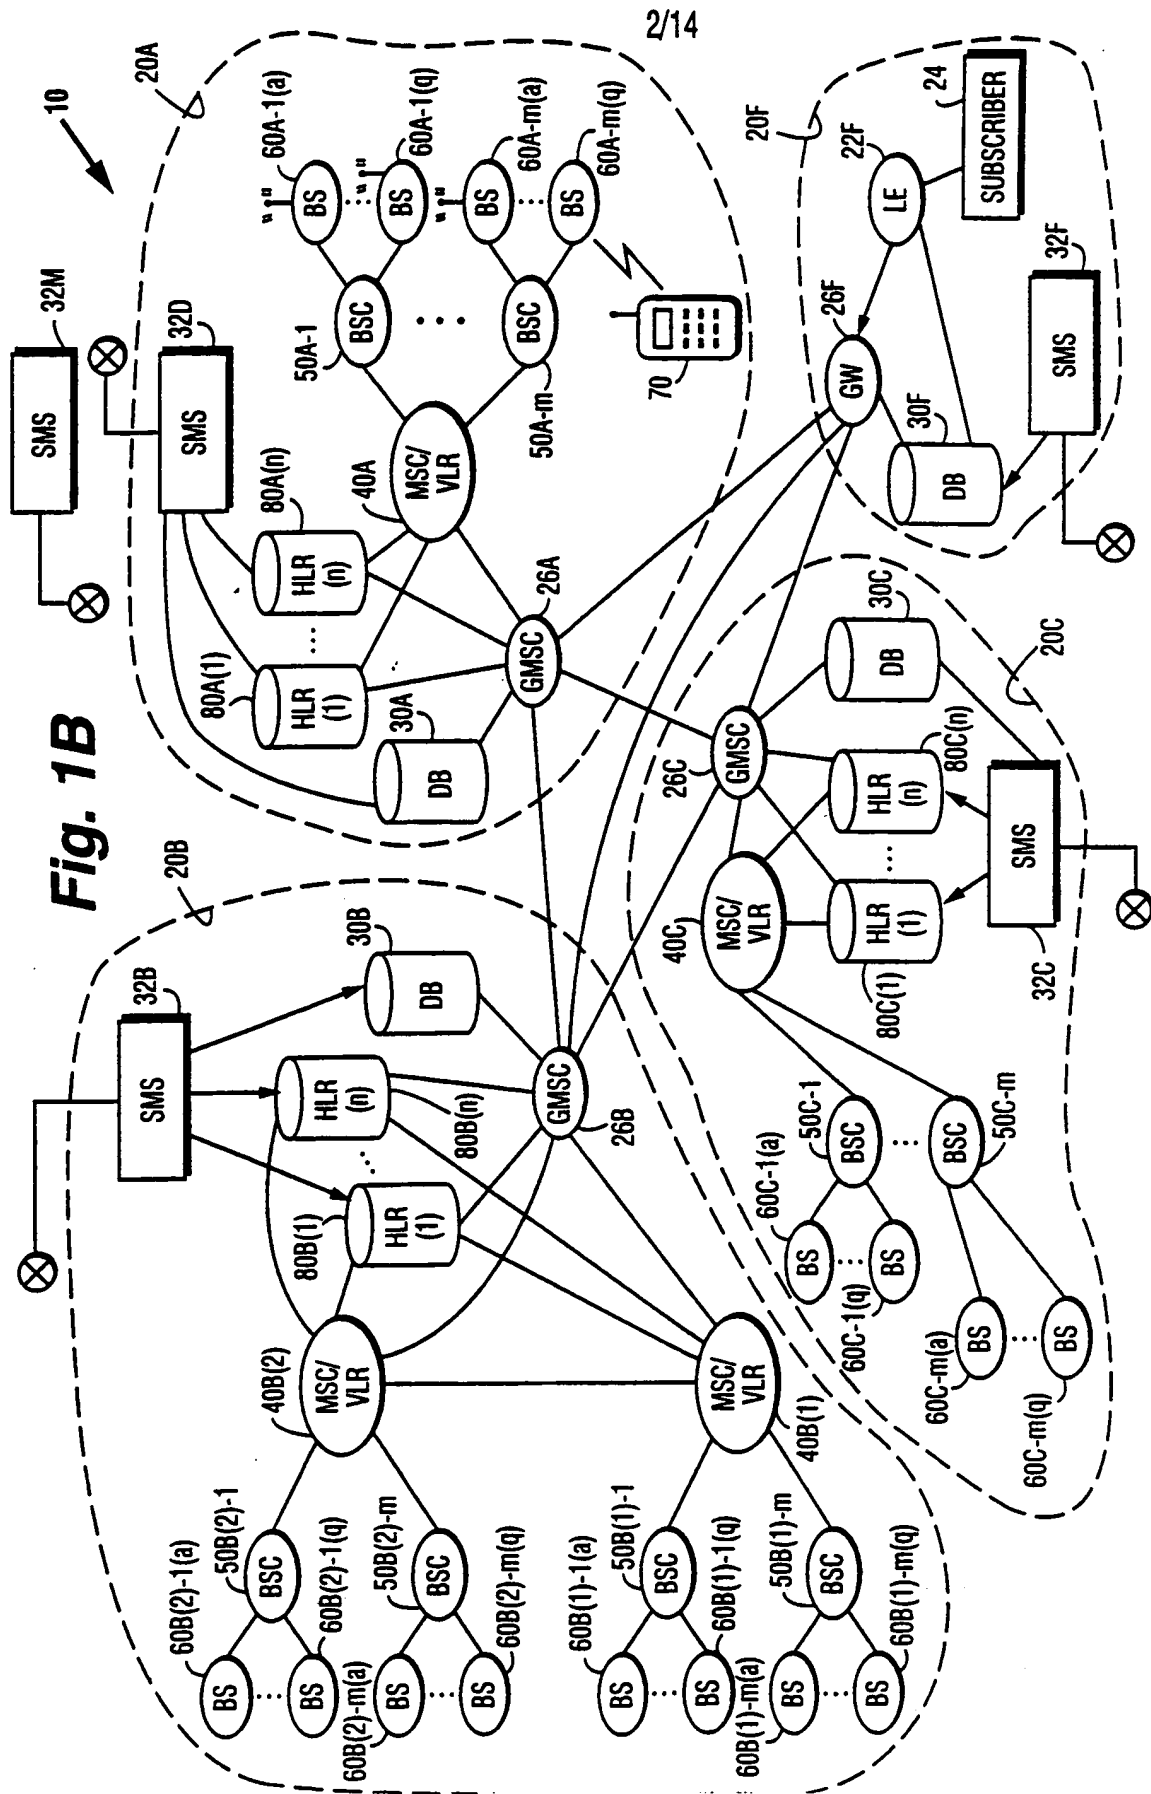 2/14
Fig. 1B
10
20A
SMS
32M
SMS
32D
HLR
(n)
80A(n)
HLR
(1)
80A(1)
DB
30A
MSC/
VLR
40A
GMSC
26A
BSC
50A-1
BSC
50A-m
BS
60A-1(a)
BS
60A-1(q)
BS
60A-m(a)
BS
60A-m(q)
70
20B
SMS
32B
DB
30B
HLR
(n)
80B(n)
HLR
(1)
80B(1)
GMSC
26B
MSC/
VLR
40B(2)
MSC/
VLR
40B(1)
BSC
50B(2)-1
BSC
50B(2)-m
BS
60B(2)-1(a)
BS
60B(2)-1(q)
BS
60B(2)-m(a)
BS
60B(2)-m(q)
BSC
50B(1)-1
BSC
50B(1)-m
BS
60B(1)-1(a)
BS
60B(1)-1(q)
BS
60B(1)-m(a)
BS
60B(1)-m(q)
20C
GMSC
26C
DB
30C
HLR
(n)
80C(n)
HLR
(1)
80C(1)
SMS
32C
MSC/
VLR
40C
BSC
50C-1
BSC
50C-m
BS
60C-1(a)
BS
60C-1(q)
BS
60C-m(a)
BS
60C-m(q)
20F
GW
26F
LE
22F
SUBSCRIBER
24
DB
30F
SMS
32F